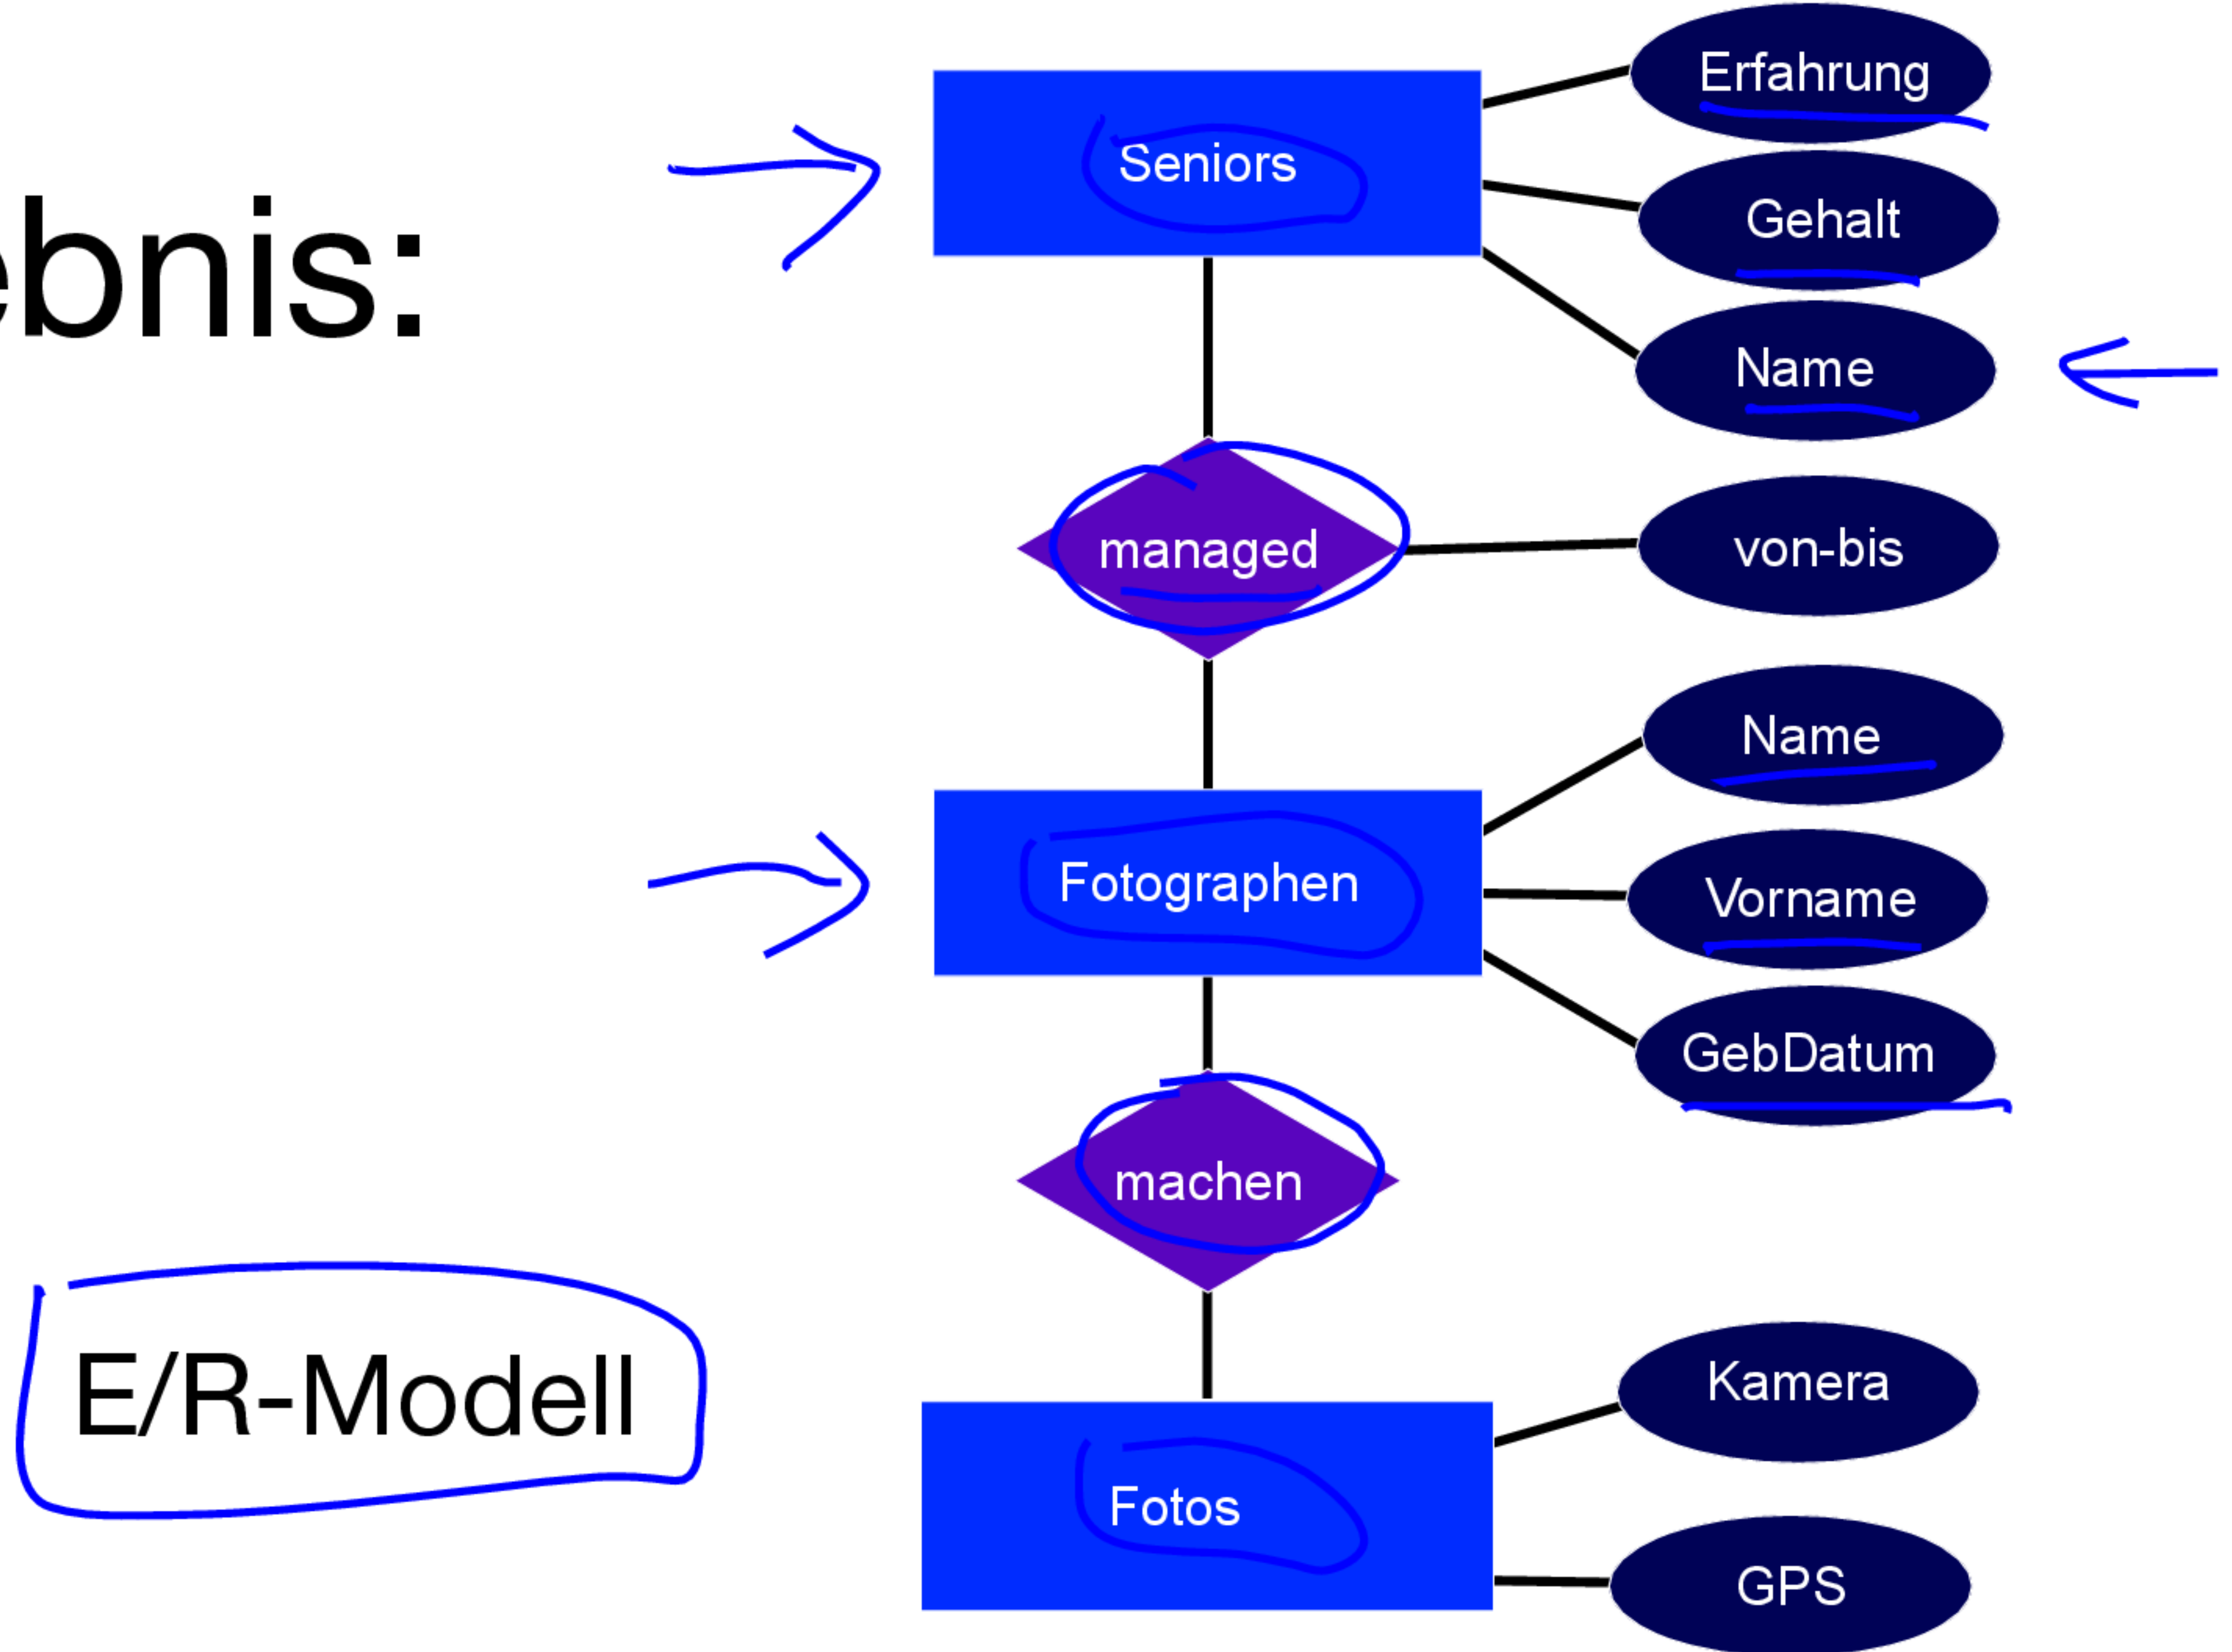 Erfahrung
Seniors
Gehalt
ebnis:
Name
managed
von-bis
Name
Fotographen
Vorname
GebDatum
machen
E/R-Modell
Kamera
Fotos
GPS